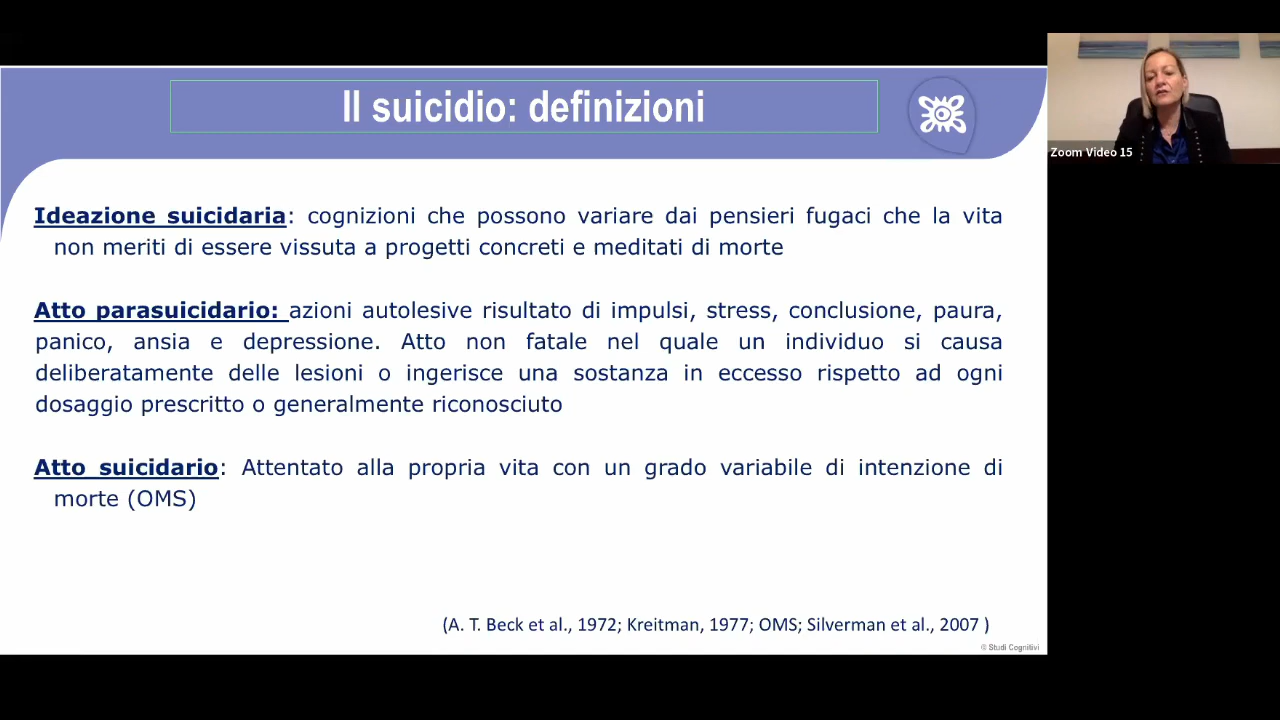 Il suicidio: definizioni
Zoom Video 15
Ideazione suicidaria: cognizioni che possono variare dai pensieri fugaci che la vita
non meriti di essere vissuta a progetti concreti e meditati di morte
Atto parasuicidario: azioni autolesive risultato di impulsi, stress, conclusione, paura,
panico, ansia e depressione. Atto non fatale nel quale un individuo si causa
deliberatamente delle lesioni o ingerisce una sostanza in eccesso rispetto ad ogni
dosaggio prescritto o generalmente riconosciuto
Atto suicidario: Attentato alla propria vita con un grado variabile di intenzione di
morte (OMS)
(A. T. Beck et al., 1972; Kreitman, 1977; OMS; Silverman et al., 2007 )
© Studi Cognitivi